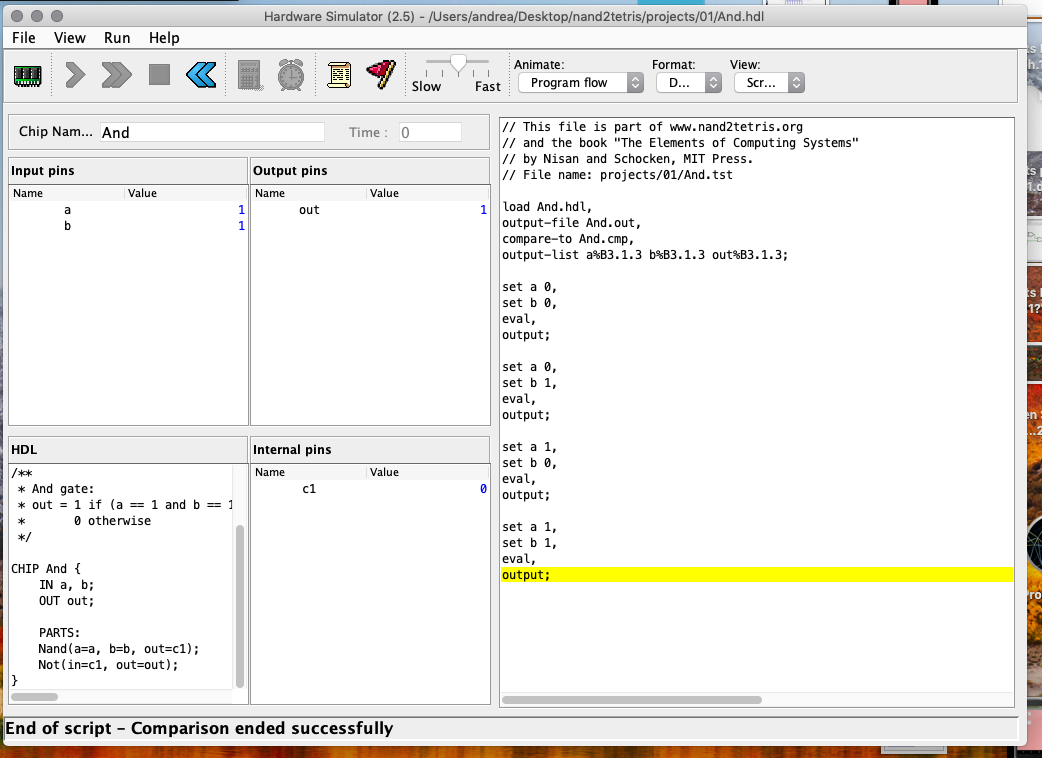 Hardware Simulator (2.5) - /Users/andrea/Desktop/nand2tetris/projects/01/And.hdl
File View Run Help
Slow Fast
Animate: Format: View:
Program flow D... Scr...
Chip Nam... And Time : 0
Input pins
Name Value
a 1
b 1
Output pins
Name Value
out 1
HDL
/**
* And gate:
* out = 1 if (a == 1 and b == 1
* 0 otherwise
*/
CHIP And {
IN a, b;
OUT out;
PARTS:
Nand(a=a, b=b, out=c1);
Not(in=c1, out=out);
}
Internal pins
Name Value
c1 0
// This file is part of www.nand2tetris.org
// and the book "The Elements of Computing Systems"
// by Nisan and Schocken, MIT Press.
// File name: projects/01/And.tst
load And.hdl,
output-file And.out,
compare-to And.cmp,
output-list a%B3.1.3 b%B3.1.3 out%B3.1.3;
set a 0,
set b 0,
eval,
output;
set a 0,
set b 1,
eval,
output;
set a 1,
set b 0,
eval,
output;
set a 1,
set b 1,
eval,
output;
End of script - Comparison ended successfully